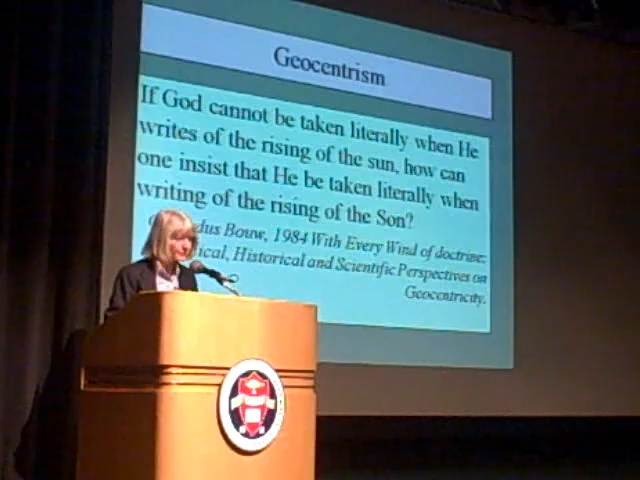 Geocentrism
If God cannot be taken literally when He
writes of the rising of the sun, how can
one insist that He be taken literally when
writing of the rising of the Son?
Bouw, 1984 With Every Wind of doctrine:
Historical and Scientific Perspectives on
Geocentricity.